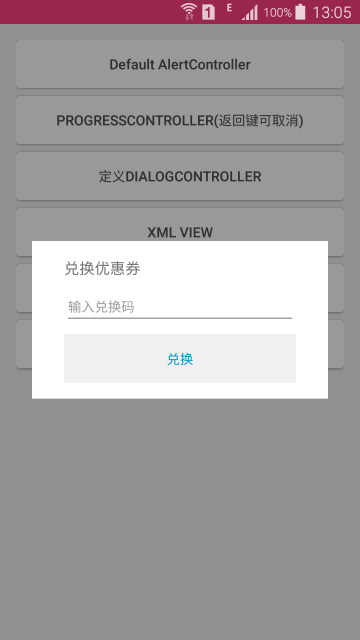 1 E 100% 13:05
Default AlertController
PROGRESSCONTROLLER(返回键可取消)
定义DIALOGCONTROLLER
XML VIEW
兑换优惠券
输入兑换码
兑换